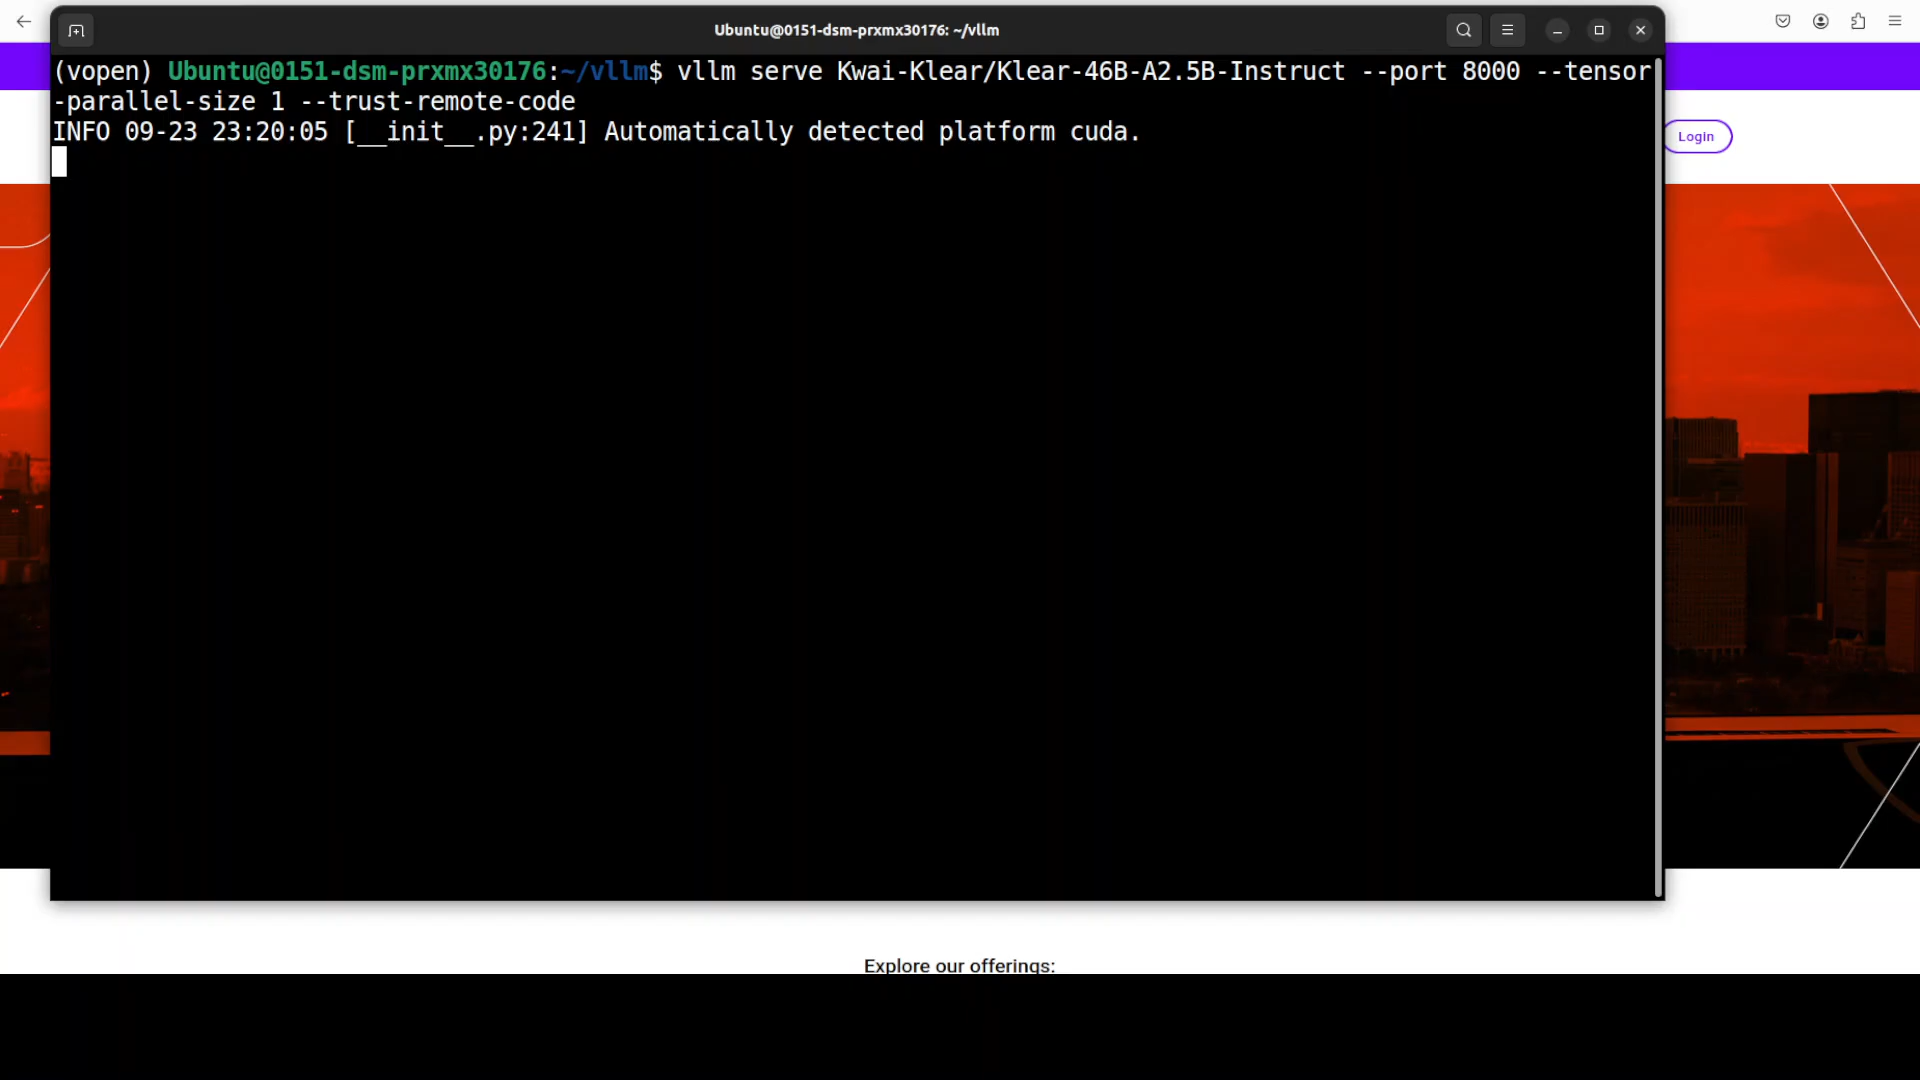 Ubuntu@0151-dsm-prxmx30176: ~/vllm
(vopen) Ubuntu@0151-dsm-prxmx30176:~/vllm$ vllm serve Kwai-Klear/Klear-46B-A2.5B-Instruct --port 8000 --tensor
-parallel-size 1 --trust-remote-code
INFO 09-23 23:20:05 [__init__.py:241] Automatically detected platform cuda.
Login
Explore our offerings: